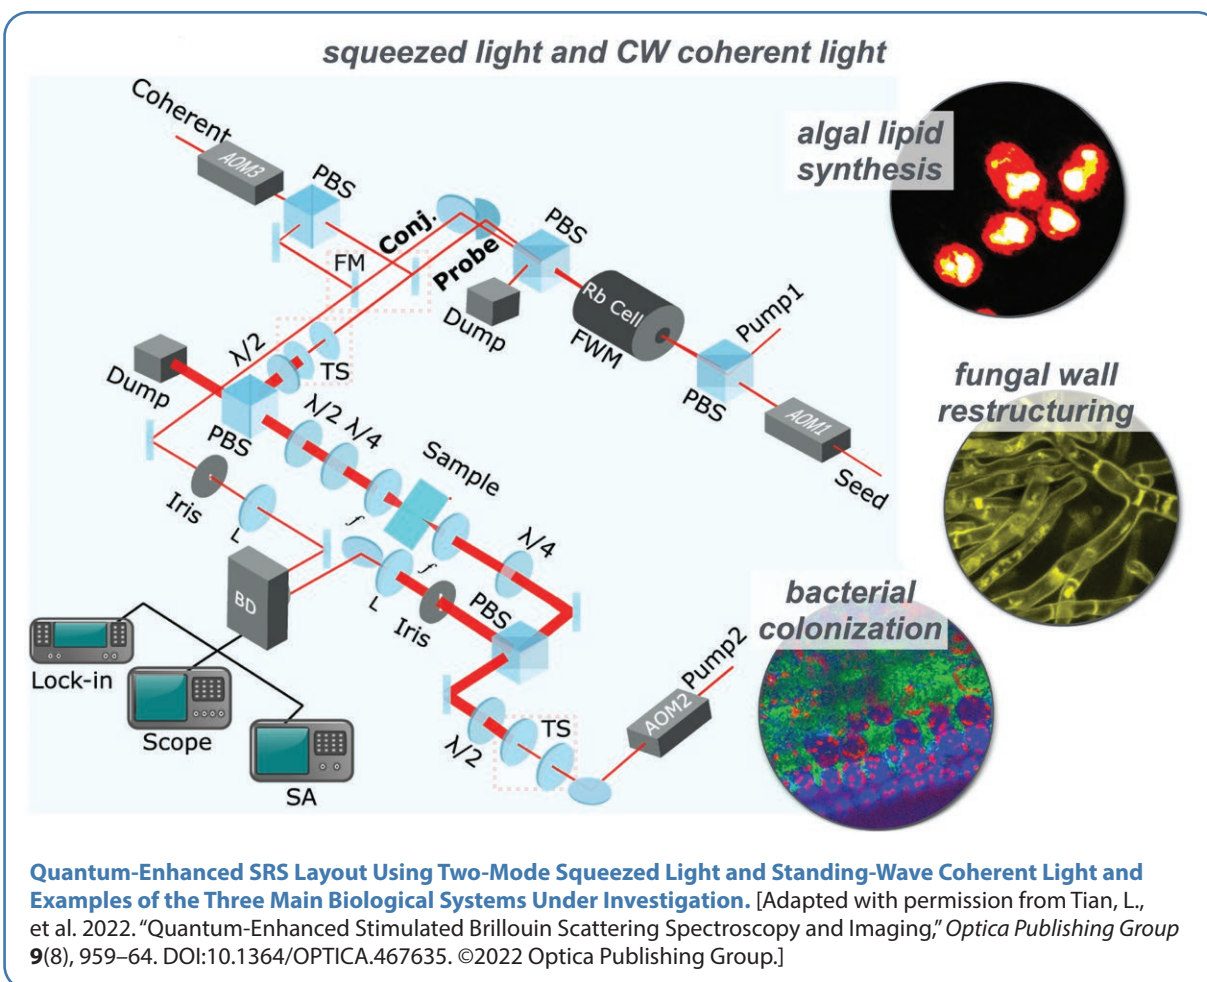 squeezed light and CW coherent light
Coherent
AOM3
PBS
algal lipid
synthesis
FM
Conj.
Probe
PBS
Dump
Rb Cell
FWM
Pump1
PBS
AOM1
Seed
Dump
λ/2
TS
PBS
λ/2 λ/4
Sample
fungal wall
restructuring
Iris
L
f
f
λ/4
BD
L
Iris
PBS
bacterial
colonization
Lock-in
Scope
SA
λ/2
TS
AOM2
Pump2
Quantum-Enhanced SRS Layout Using Two-Mode Squeezed Light and Standing-Wave Coherent Light and
Examples of the Three Main Biological Systems Under Investigation. [Adapted with permission from Tian, L.,
et al. 2022. “Quantum-Enhanced Stimulated Brillouin Scattering Spectroscopy and Imaging,” Optica Publishing Group
9(8), 959–64. DOI:10.1364/OPTICA.467635. ©2022 Optica Publishing Group.]